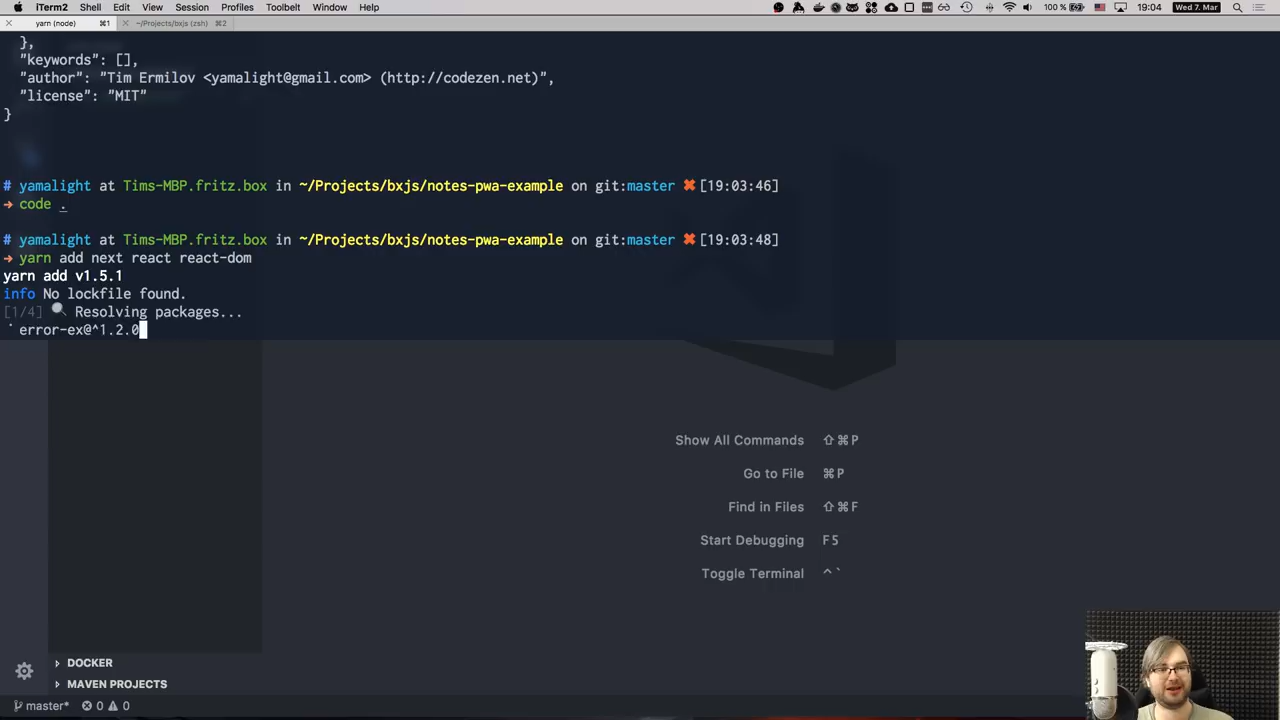 iTerm2 Shell Edit View Session Profiles Toolbelt Window Help 100 % 19:04 Wed 7. Mar
× yarn (node) ⌘1 × ~/Projects/bxjs (zsh) ⌘2
},
"keywords": [],
"author": "Tim Ermilov <yamalight@gmail.com> (http://codezen.net)",
"license": "MIT"
}
# yamalight at Tims-MBP.fritz.box in ~/Projects/bxjs/notes-pwa-example on git:master ✖ [19:03:46]
→ code .
# yamalight at Tims-MBP.fritz.box in ~/Projects/bxjs/notes-pwa-example on git:master ✖ [19:03:48]
→ yarn add next react react-dom
yarn add v1.5.1
info No lockfile found.
[1/4] 🔍 Resolving packages...
⠁ error-ex@^1.2.0
Show All Commands ⇧⌘P
Go to File ⌘P
Find in Files ⇧⌘F
Start Debugging F5
Toggle Terminal ⌃`
DOCKER
MAVEN PROJECTS
master* 0 0